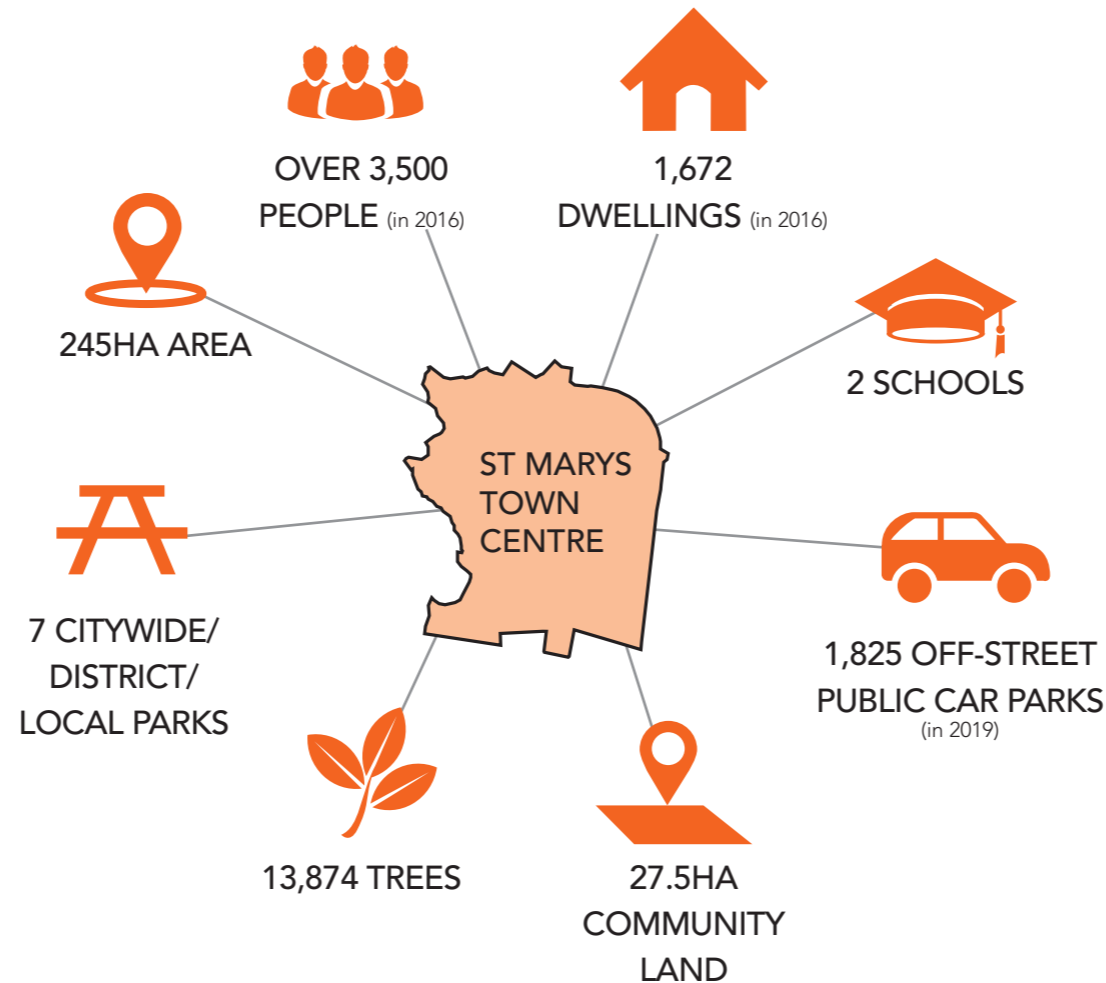 OVER 3,500
PEOPLE (in 2016)
1,672
DWELLINGS (in 2016)
245HA AREA
2 SCHOOLS
ST MARYS
TOWN
CENTRE
7 CITYWIDE/
DISTRICT/
LOCAL PARKS
1,825 OFF-STREET
PUBLIC CAR PARKS
(in 2019)
13,874 TREES
27.5HA
COMMUNITY
LAND